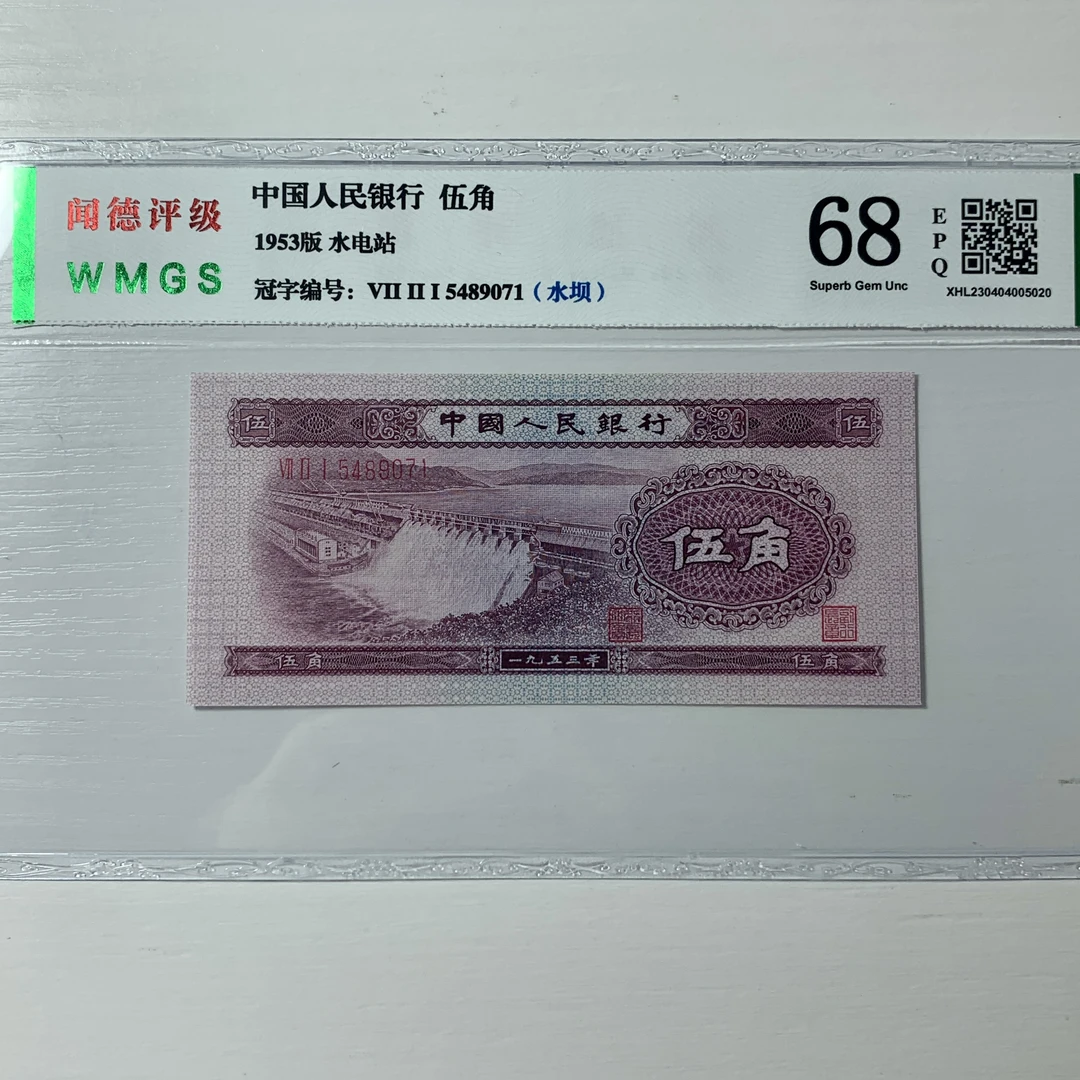 闻德评级
WMGS
中国人民银行 伍角
1953版 水电站
冠字编号：VII II I 5489071（水坝）
68
EPQ
Superb Gem Unc
XHL230404005020
伍 中國人民銀行 伍
VII II I 5489071
伍角
伍角 一九五三年 伍角